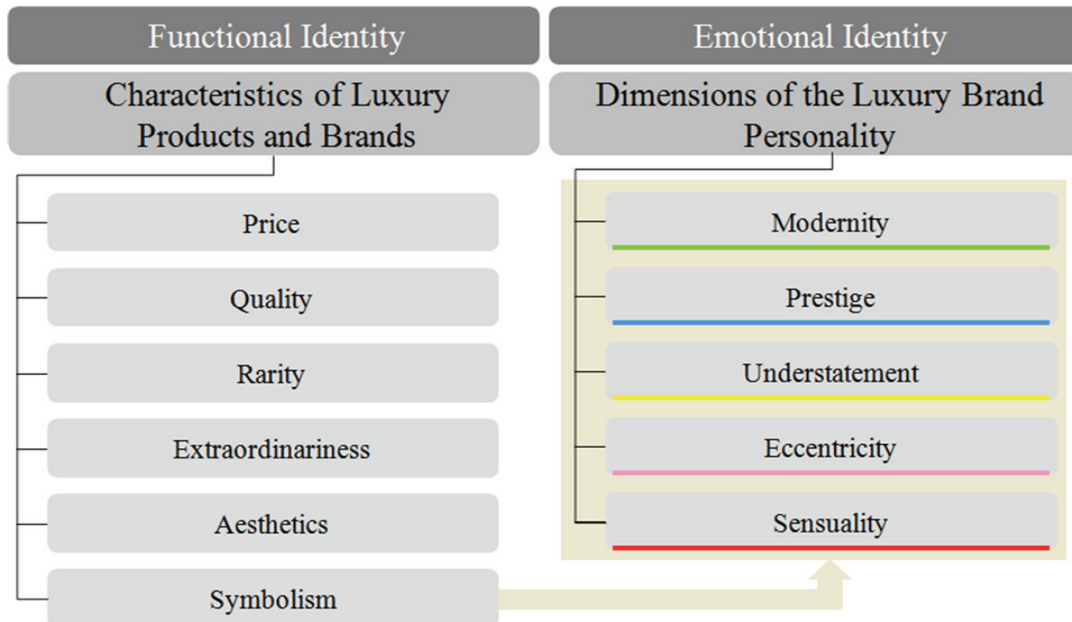 Functional Identity
Characteristics of Luxury
Products and Brands
Price
Quality
Rarity
Extraordinariness
Aesthetics
Symbolism
Emotional Identity
Dimensions of the Luxury Brand
Personality
Modernity
Prestige
Understatement
Eccentricity
Sensuality